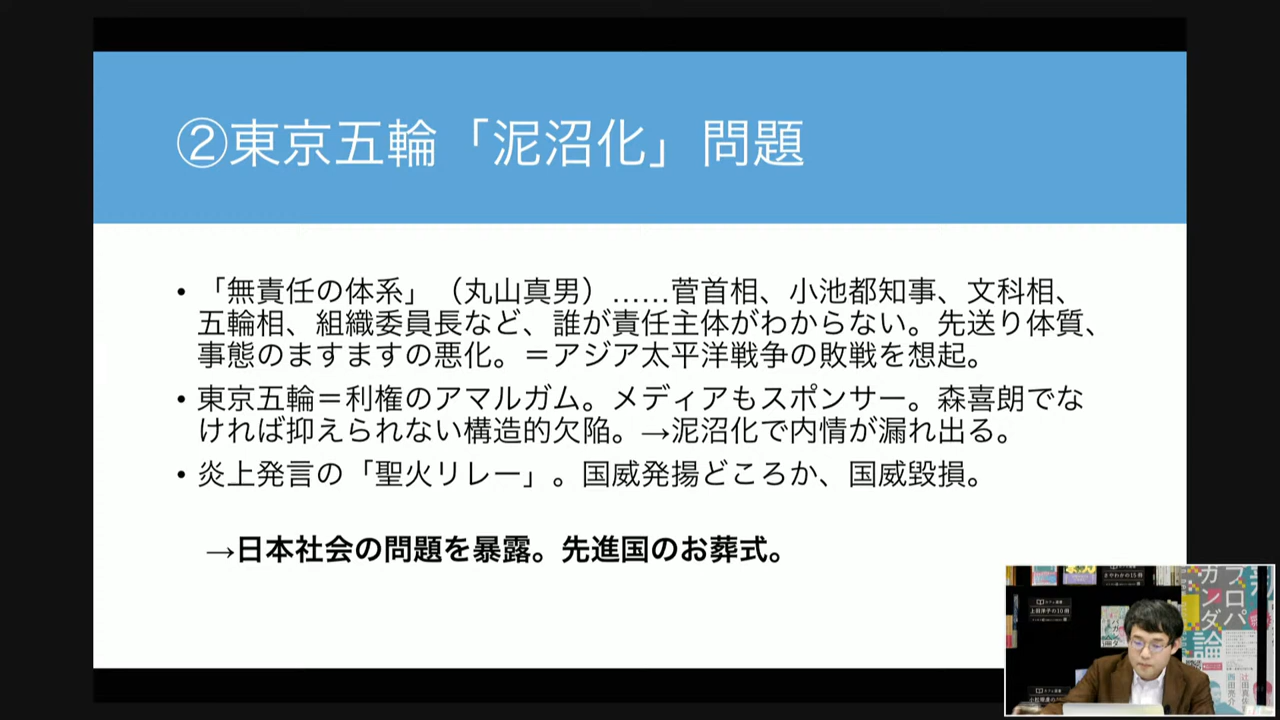 ②東京五輪「泥沼化」問題
• 「無責任の体系」（丸山真男）……菅首相、小池都知事、文科相、
五輪相、組織委員長など、誰が責任主体がわからない。先送り体質、
事態のますますの悪化。＝アジア太平洋戦争の敗戦を想起。
• 東京五輪＝利権のアマルガム。メディアもスポンサー。森喜朗でな
ければ抑えられない構造的欠陥。→泥沼化で内情が漏れ出る。
• 炎上発言の「聖火リレー」。国威発揚どころか、国威毀損。
→日本社会の問題を暴露。先進国のお葬式。
プロパ
ガンダ
論